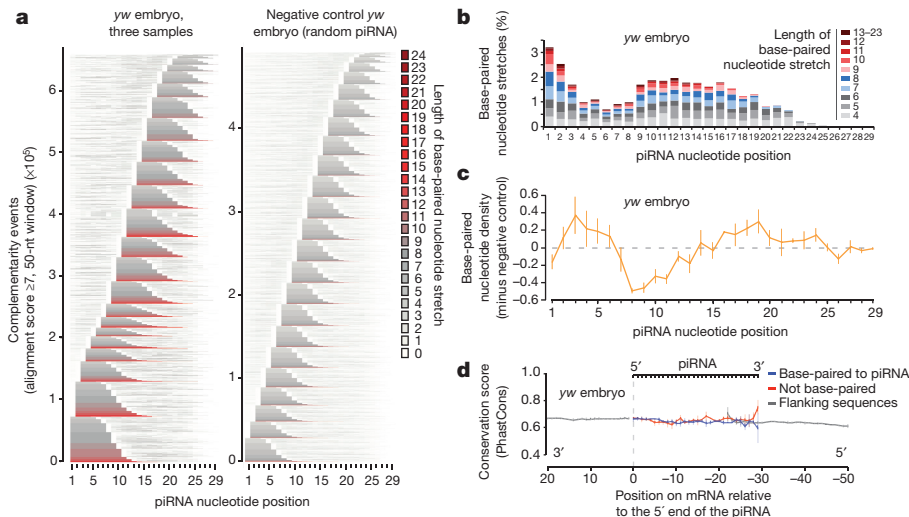 a
yw embryo,
three samples
Negative control yw
embryo (random piRNA)
Complementarity events
(alignment score ≥7, 50-nt window) (×10⁵)
6
5
4
3
2
1
0
4
3
2
1
0
1 5 10 15 20 25 29
1 5 10 15 20 25 29
piRNA nucleotide position
24
23
22
21
20
19
18
17
16
15
14
13
12
11
10
9
8
7
6
5
4
3
2
1
0
Length of base-paired nucleotide stretch
b
yw embryo
Base-paired
nucleotide stretches (%)
3
2
1
0
1 2 3 4 5 6 7 8 9 10 11 12 13 14 15 16 17 18 19 20 21 22 23 24 25 26 27 28 29
piRNA nucleotide position
Length of
base-paired
nucleotide stretch
13–23
12
11
10
9
8
7
6
5
4
c
yw embryo
Base-paired
nucleotide density
(minus negative control)
0.6
0.4
0.2
0
−0.2
−0.4
−0.6
1 5 10 15 20 25 29
piRNA nucleotide position
d
yw embryo
5′ piRNA 3′
Base-paired to piRNA
Not base-paired
Flanking sequences
Conservation score
(PhastCons)
1.0
0.8
0.6
0.4
3′ 5′
20 10 0 −10 −20 −30 −40 −50
Position on mRNA relative
to the 5′ end of the piRNA